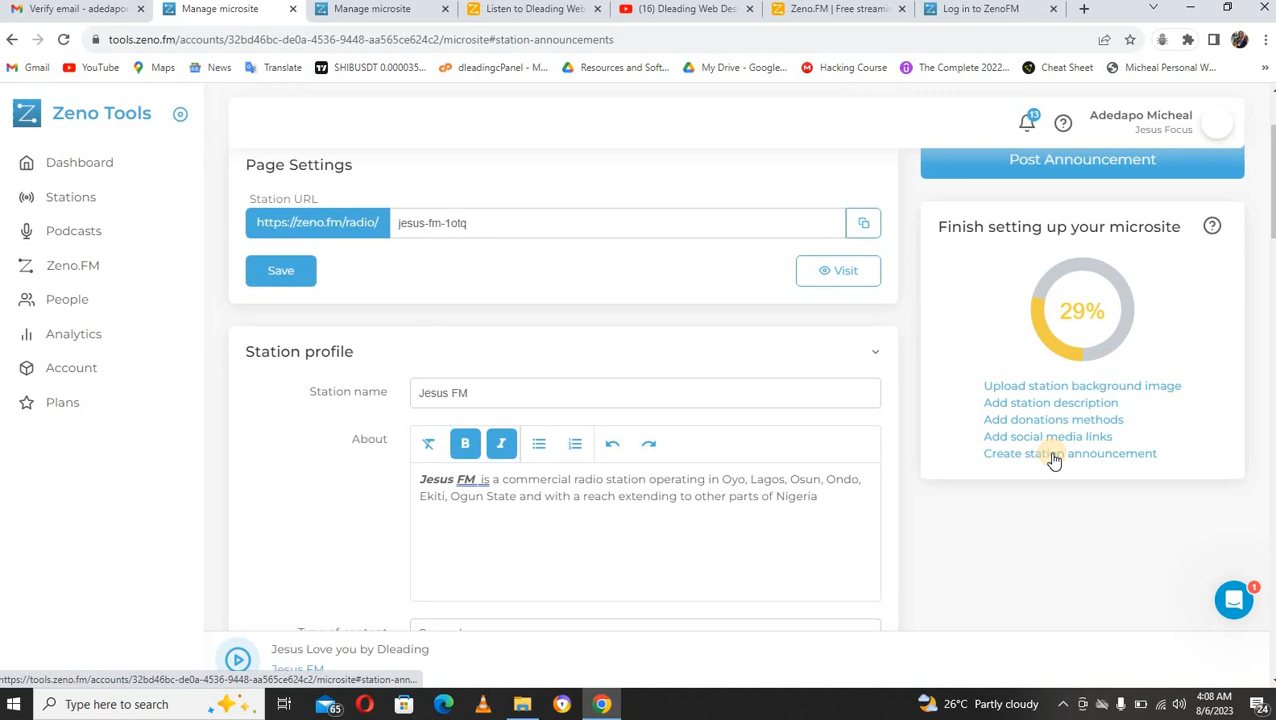 Verify email - adedapor
Manage microsite
Manage microsite
Listen to Dleading Web
(16) Dleading Web Des
Zeno.FM | Free streamin
Log in to ZenoFM
tools.zeno.fm/accounts/32bd46bc-de0a-4536-9448-aa565ce124c2/microsite#station-announcements
Gmail
YouTube
Maps
News
Translate
SHIBUSDT 0.000035...
dleadingcPanel - M...
Resources and Soft...
My Drive - Google...
Hacking Course
The Complete 2022...
Cheat Sheet
Micheal Personal W...
Zeno Tools
13
Adedapo Micheal
Jesus Focus
Dashboard
Stations
Podcasts
Zeno.FM
People
Analytics
Account
Plans
Page Settings
Station URL
https://zeno.fm/radio/ jesus-fm-1otq
Save
Visit
Station profile
Station name
Jesus FM
About
B I
Jesus FM is a commercial radio station operating in Oyo, Lagos, Osun, Ondo,
Ekiti, Ogun State and with a reach extending to other parts of Nigeria
Post Announcement
Finish setting up your microsite
29%
Upload station background image
Add station description
Add donations methods
Add social media links
Create station announcement
1
Jesus Love you by Dleading
Jesus FM
https://tools.zeno.fm/accounts/32bd46bc-de0a-4536-9448-aa565ce124c2/microsite#station-ann...
Type here to search
65
26°C Partly cloudy
4:08 AM
8/6/2023
24